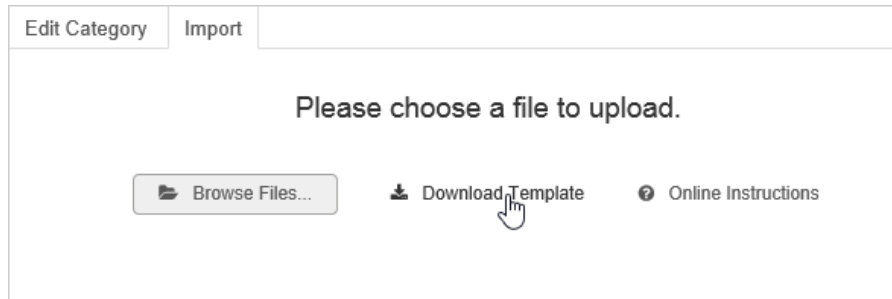 Edit Category
Import
Please choose a file to upload.
Browse Files...
Download Template
Online Instructions